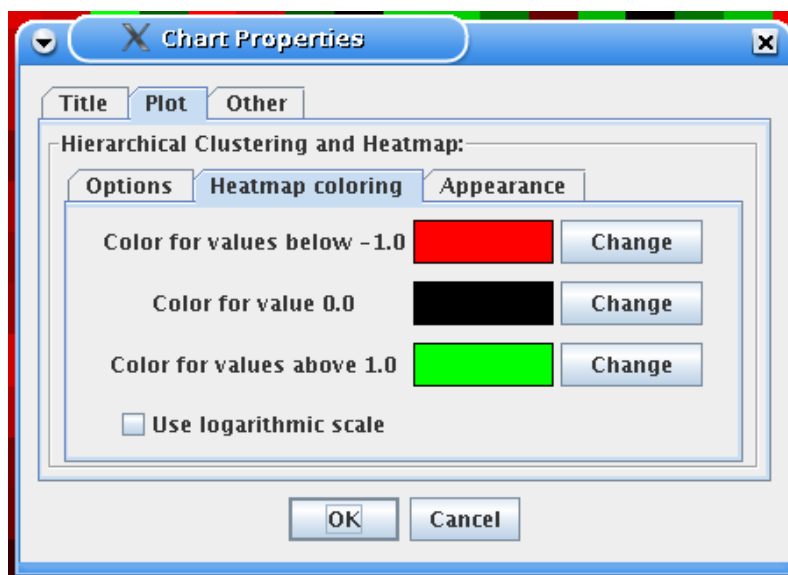 Chart Properties
Title Plot Other
Hierarchical Clustering and Heatmap:
Options Heatmap coloring Appearance
Color for values below -1.0 Change
Color for value 0.0 Change
Color for values above 1.0 Change
Use logarithmic scale
OK Cancel